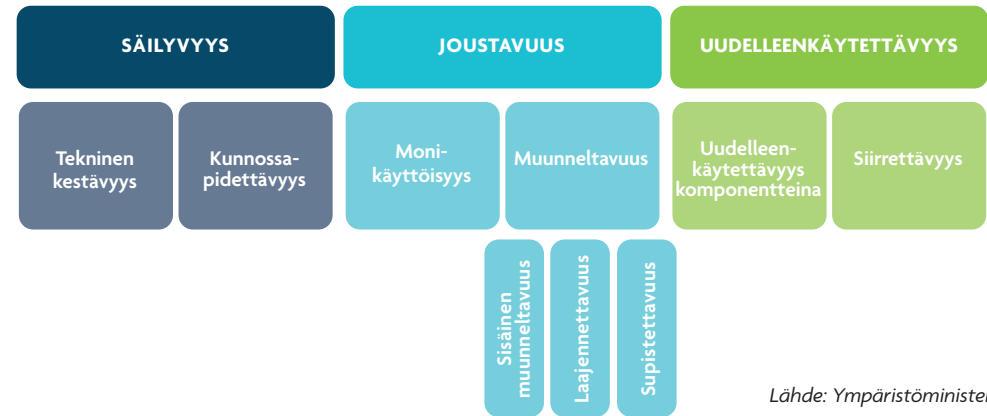 SÄILYVYYS
JOUSTAVUUS
UUDELLEENKÄYTETTÄVYYS
Tekninen
kestävyys
Kunnossa-
pidettävyys
Moni-
käyttöisyys
Muunneltavuus
Uudelleen-
käytettävyys
komponentteina
Siirrettävyys
Sisäinen
muunneltavuus
Laajennettavuus
Supistettavuus
Lähde: Ympäristöminister